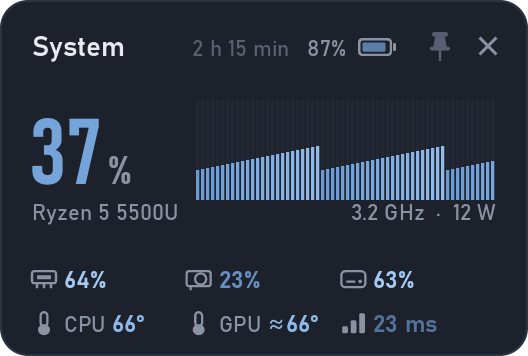 System 2 h 15 min 87%
37 %
Ryzen 5 5500U 3.2 GHz · 12 W
64% 23% 63%
CPU 66° GPU ≈66° 23 ms